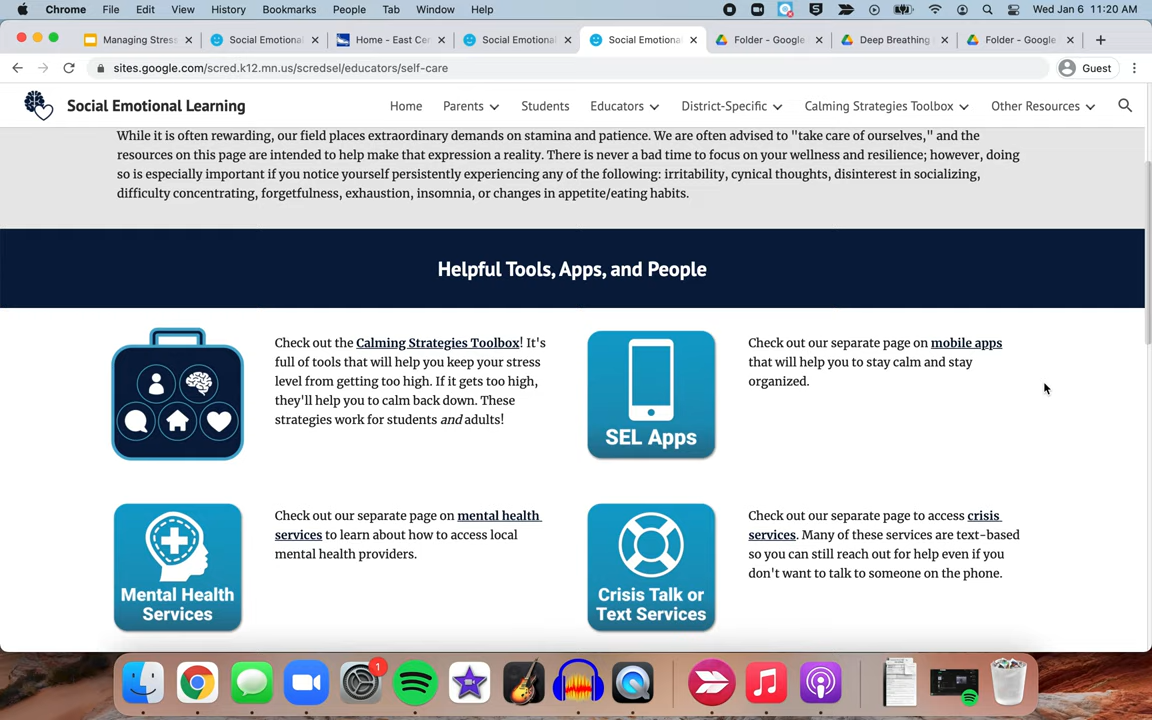 Chrome File Edit View History Bookmarks People Tab Window Help Wed Jan 6 11:20 AM
Managing Stress Social Emotional Home - East Cen Social Emotional Social Emotional Folder - Google Deep Breathing Folder - Google
sites.google.com/scred.k12.mn.us/scredsel/educators/self-care Guest
Social Emotional Learning Home Parents Students Educators District-Specific Calming Strategies Toolbox Other Resources
While it is often rewarding, our field places extraordinary demands on stamina and patience. We are often advised to "take care of ourselves," and the
resources on this page are intended to help make that expression a reality. There is never a bad time to focus on your wellness and resilience; however, doing
so is especially important if you notice yourself persistently experiencing any of the following: irritability, cynical thoughts, disinterest in socializing,
difficulty concentrating, forgetfulness, exhaustion, insomnia, or changes in appetite/eating habits.
Helpful Tools, Apps, and People
Check out the Calming Strategies Toolbox! It's
full of tools that will help you keep your stress
level from getting too high. If it gets too high,
they'll help you to calm back down. These
strategies work for students and adults!
SEL Apps
Check out our separate page on mobile apps
that will help you to stay calm and stay
organized.
Mental Health
Services
Check out our separate page on mental health
services to learn about how to access local
mental health providers.
Crisis Talk or
Text Services
Check out our separate page to access crisis
services. Many of these services are text-based
so you can still reach out for help even if you
don't want to talk to someone on the phone.
1